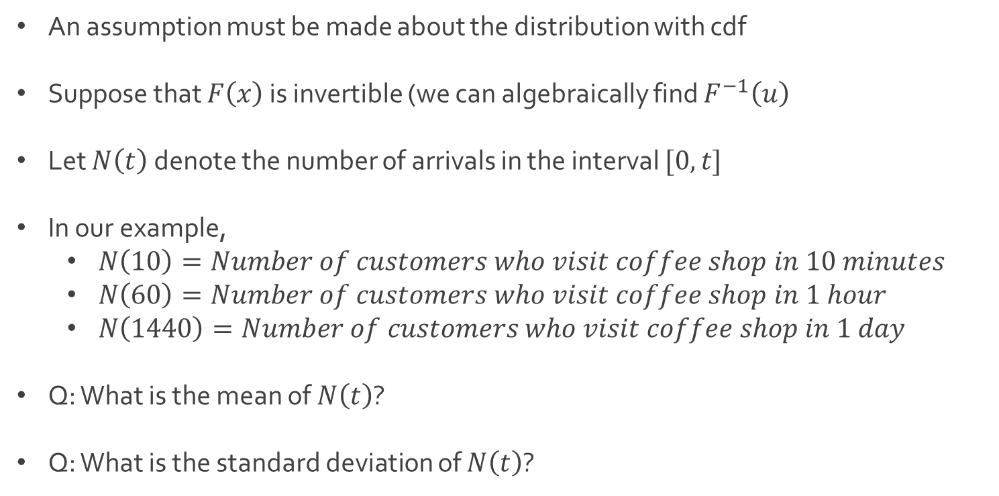 • An assumption must be made about the distribution with cdf
• Suppose that F(x) is invertible (we can algebraically find F⁻¹(u)
• Let N(t) denote the number of arrivals in the interval [0, t]
• In our example,
• N(10) = Number of customers who visit coffee shop in 10 minutes
• N(60) = Number of customers who visit coffee shop in 1 hour
• N(1440) = Number of customers who visit coffee shop in 1 day
• Q: What is the mean of N(t)?
• Q: What is the standard deviation of N(t)?